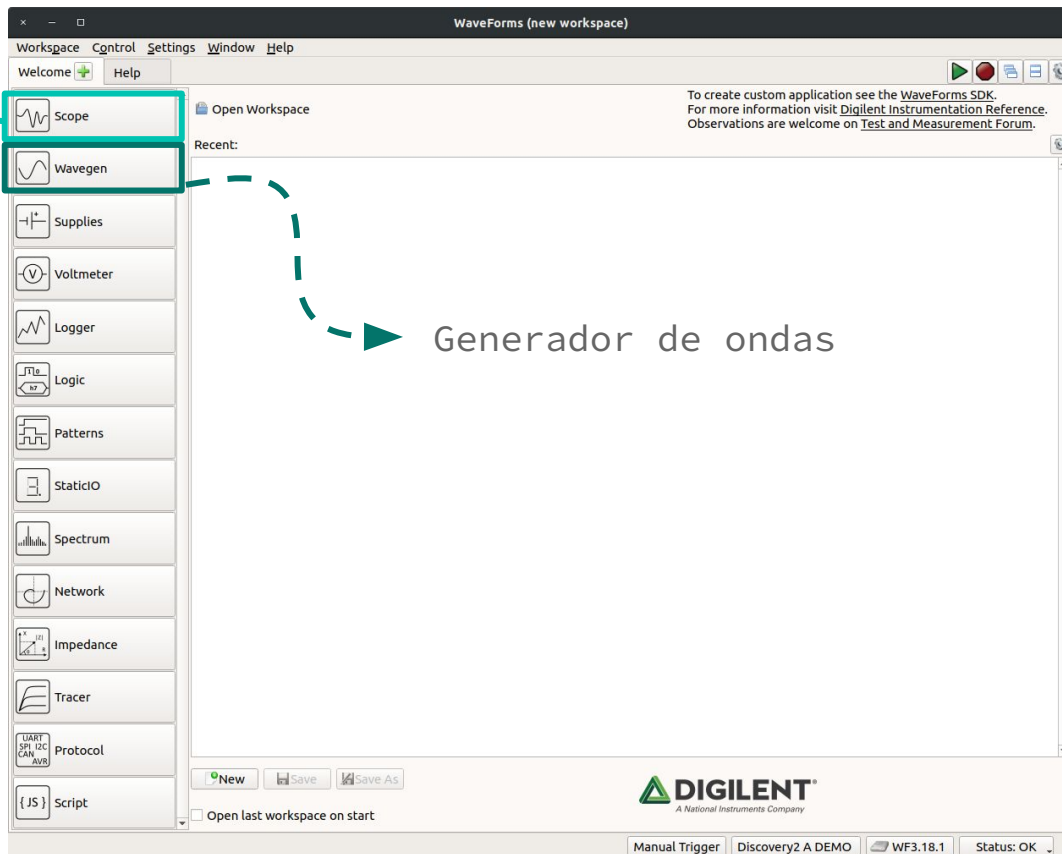 WaveForms (new workspace)
Workspace Control Settings Window Help
Welcome Help
Scope
Wavegen
Supplies
Voltmeter
Logger
Logic
Patterns
StaticIO
Spectrum
Network
Impedance
Tracer
UART
SPI I2C
CAN
AVR
Protocol
{ JS } Script
Open Workspace
To create custom application see the WaveForms SDK.
For more information visit Digilent Instrumentation Reference.
Observations are welcome on Test and Measurement Forum.
Recent:
Generador de ondas
New Save Save As
Open last workspace on start
DIGILENT
A National Instruments Company
Manual Trigger Discovery2 A DEMO WF3.18.1 Status: OK